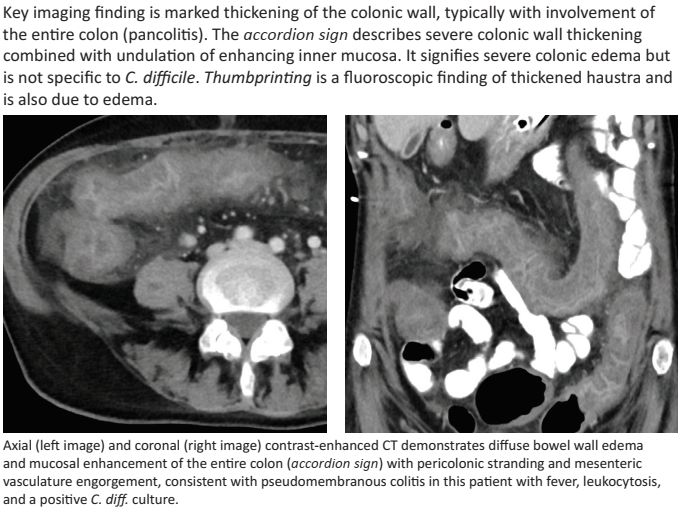 Key imaging finding is marked thickening of the colonic wall, typically with involvement of
the entire colon (pancolitis). The accordion sign describes severe colonic wall thickening
combined with undulation of enhancing inner mucosa. It signifies severe colonic edema but
is not specific to C. difficile. Thumbprinting is a fluoroscopic finding of thickened haustra and
is also due to edema.
Axial (left image) and coronal (right image) contrast-enhanced CT demonstrates diffuse bowel wall edema
and mucosal enhancement of the entire colon (accordion sign) with pericolonic stranding and mesenteric
vasculature engorgement, consistent with pseudomembranous colitis in this patient with fever, leukocytosis,
and a positive C. diff. culture.